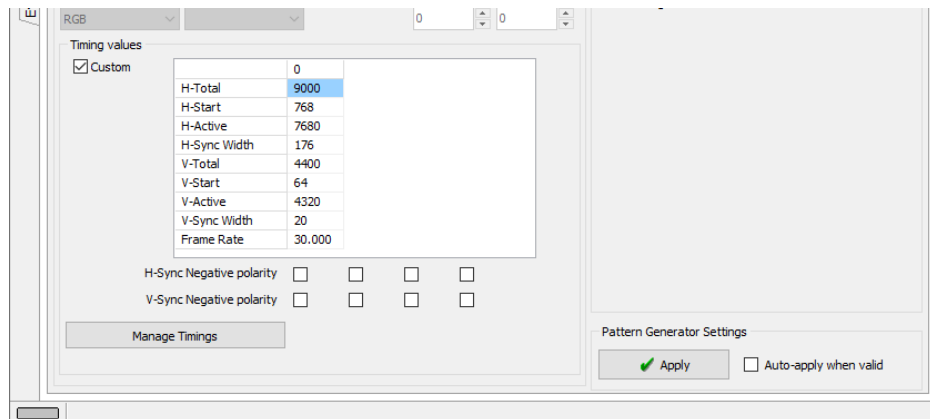 RGB 0 0
Timing values
Custom
0
H-Total 9000
H-Start 768
H-Active 7680
H-Sync Width 176
V-Total 4400
V-Start 64
V-Active 4320
V-Sync Width 20
Frame Rate 30.000
H-Sync Negative polarity
V-Sync Negative polarity
Manage Timings
Pattern Generator Settings
Apply Auto-apply when valid